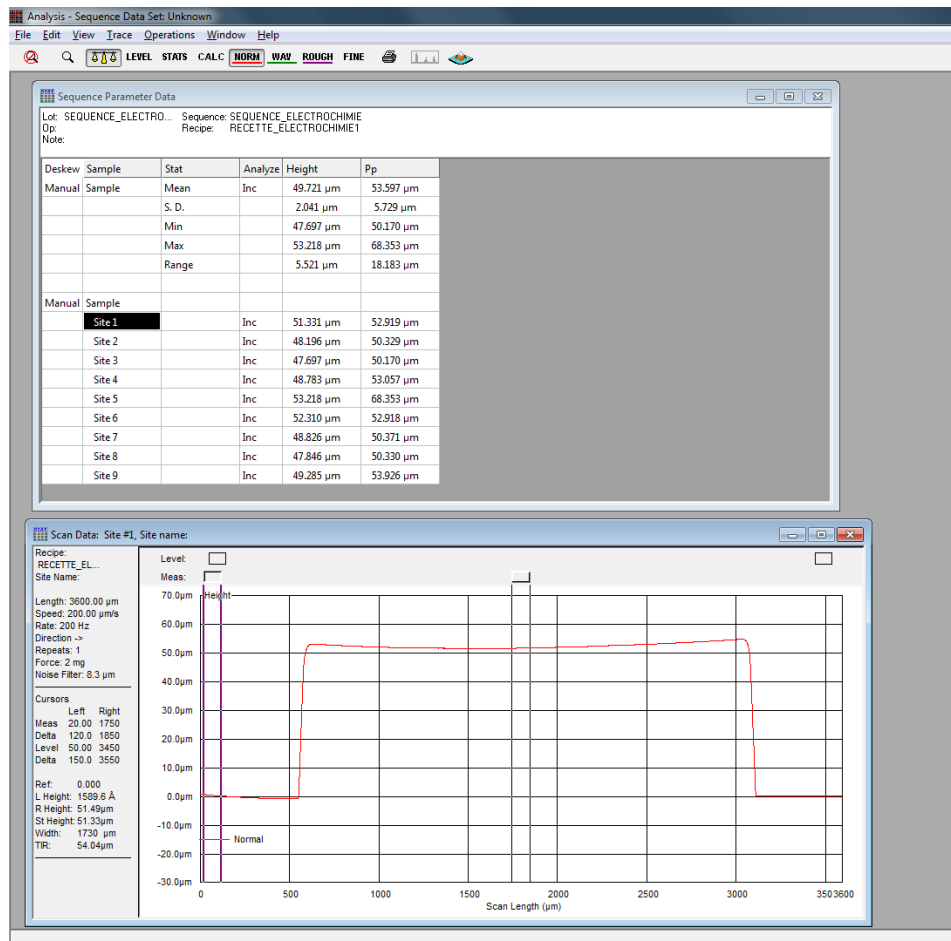 Analysis - Sequence Data Set: Unknown
File Edit View Trace Operations Window Help
LEVEL STATS CALC NORM WAV ROUGH FINE
Sequence Parameter Data
Lot: SEQUENCE_ELECTRO... Sequence: SEQUENCE_ELECTROCHIMIE
Op: Recipe: RECETTE_ELECTROCHIMIE1
Note:
Deskew Sample Stat Analyze Height Pp
Manual Sample Mean Inc 49.721 µm 53.597 µm
S. D. 2.041 µm 5.729 µm
Min 47.697 µm 50.170 µm
Max 53.218 µm 68.353 µm
Range 5.521 µm 18.183 µm
Manual Sample
Site 1 Inc 51.331 µm 52.919 µm
Site 2 Inc 48.196 µm 50.329 µm
Site 3 Inc 47.697 µm 50.170 µm
Site 4 Inc 48.783 µm 53.057 µm
Site 5 Inc 53.218 µm 68.353 µm
Site 6 Inc 52.310 µm 52.918 µm
Site 7 Inc 48.826 µm 50.371 µm
Site 8 Inc 47.846 µm 50.330 µm
Site 9 Inc 49.285 µm 53.926 µm
Scan Data: Site #1, Site name:
Recipe:
RECETTE_EL...
Site Name:
Length: 3600.00 µm
Speed: 200.00 µm/s
Rate: 200 Hz
Direction ->
Repeats: 1
Force: 2 mg
Noise Filter: 8.3 µm
Cursors
Left Right
Meas 20.00 1750
Delta 120.0 1850
Level 50.00 3450
Delta 150.0 3550
Ref: 0.000
L Height: 1589.6 Å
R Height: 51.49µm
St Height: 51.33µm
Width: 1730 µm
TIR: 54.04µm
Level:
Meas:
70.0µm Height
60.0µm
50.0µm
40.0µm
30.0µm
20.0µm
10.0µm
0.0µm
-10.0µm
Normal
-20.0µm
-30.0µm
0 500 1000 1500 2000 2500 3000 3503600
Scan Length (µm)